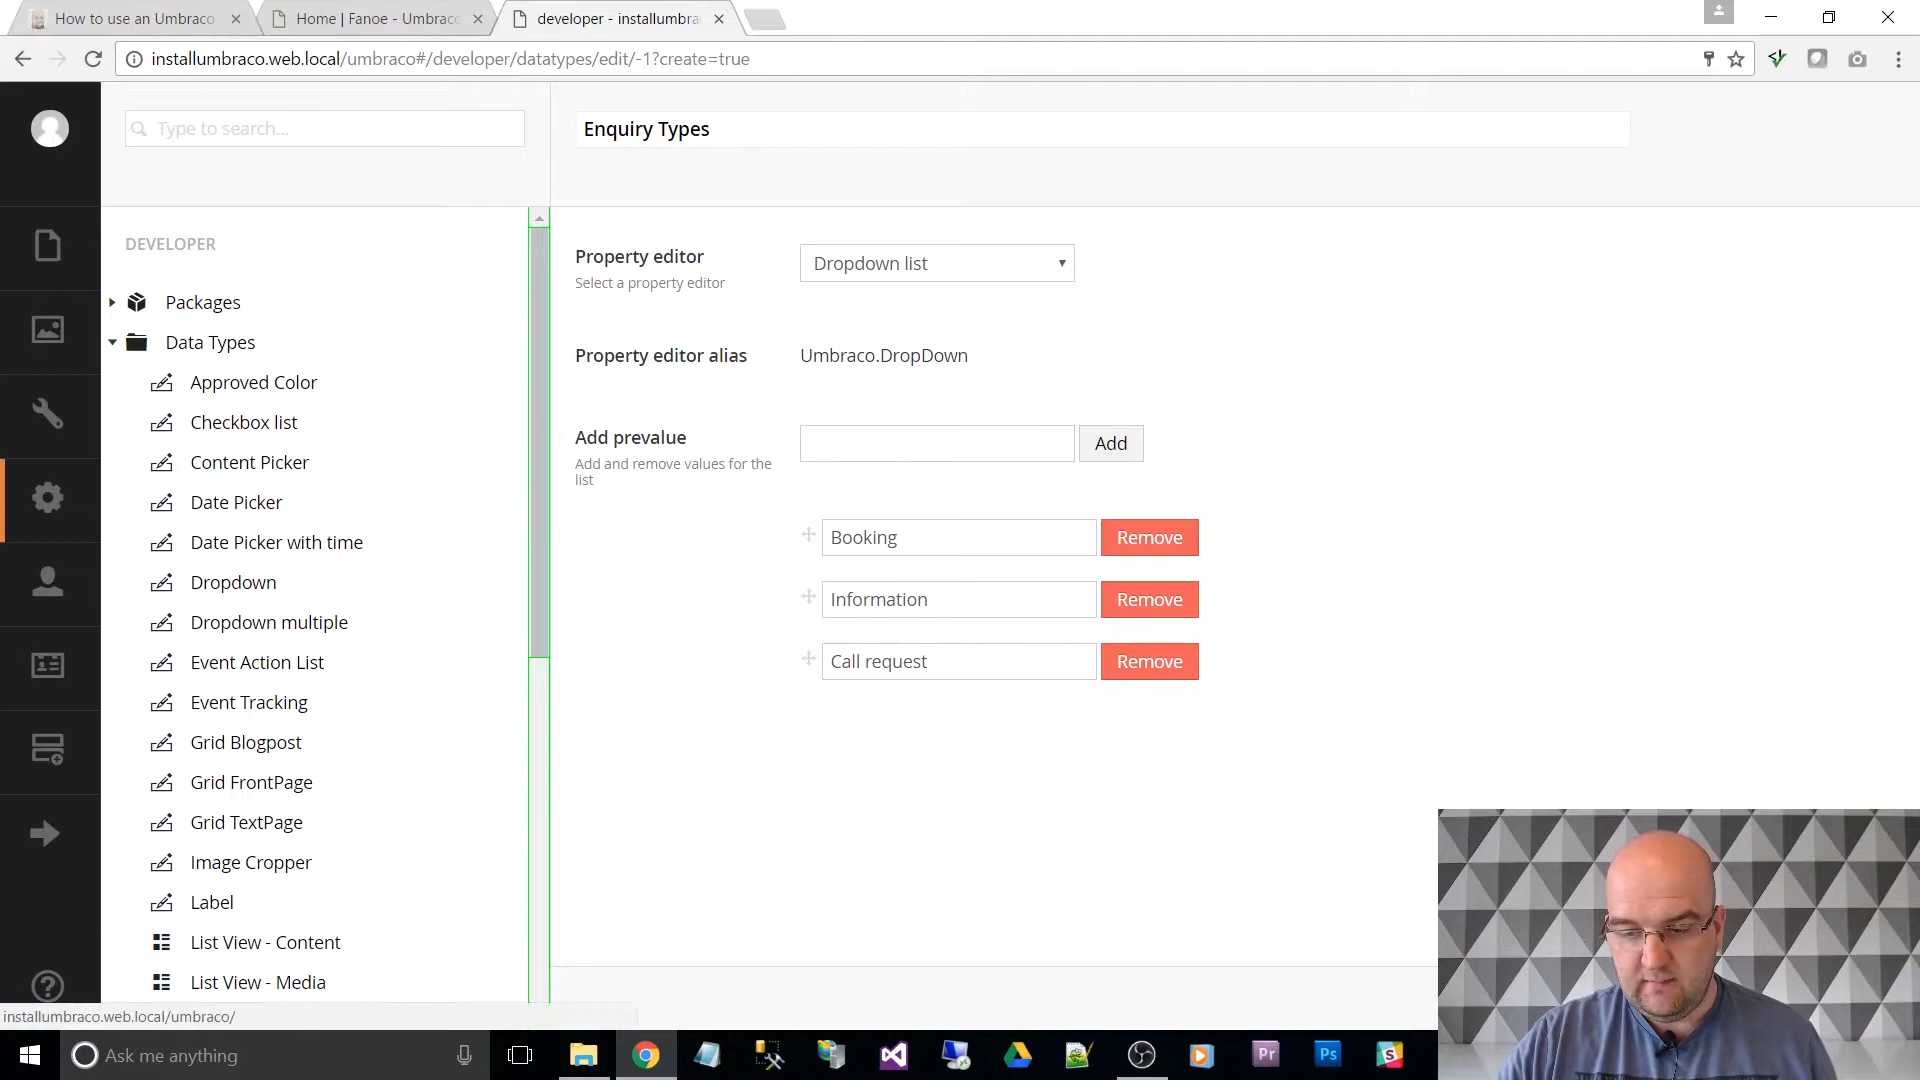 How to use an Umbraco
Home | Fanoe - Umbraco
developer - installumbra
installumbraco.web.local/umbraco#/developer/datatypes/edit/-1?create=true
Type to search...
Enquiry Types
DEVELOPER
Packages
Data Types
Approved Color
Checkbox list
Content Picker
Date Picker
Date Picker with time
Dropdown
Dropdown multiple
Event Action List
Event Tracking
Grid Blogpost
Grid FrontPage
Grid TextPage
Image Cropper
Label
List View - Content
List View - Media
Property editor
Select a property editor
Dropdown list
Property editor alias
Umbraco.DropDown
Add prevalue
Add and remove values for the
list
Add
Booking
Remove
Information
Remove
Call request
Remove
installumbraco.web.local/umbraco/
Ask me anything
Pr
Ps
S